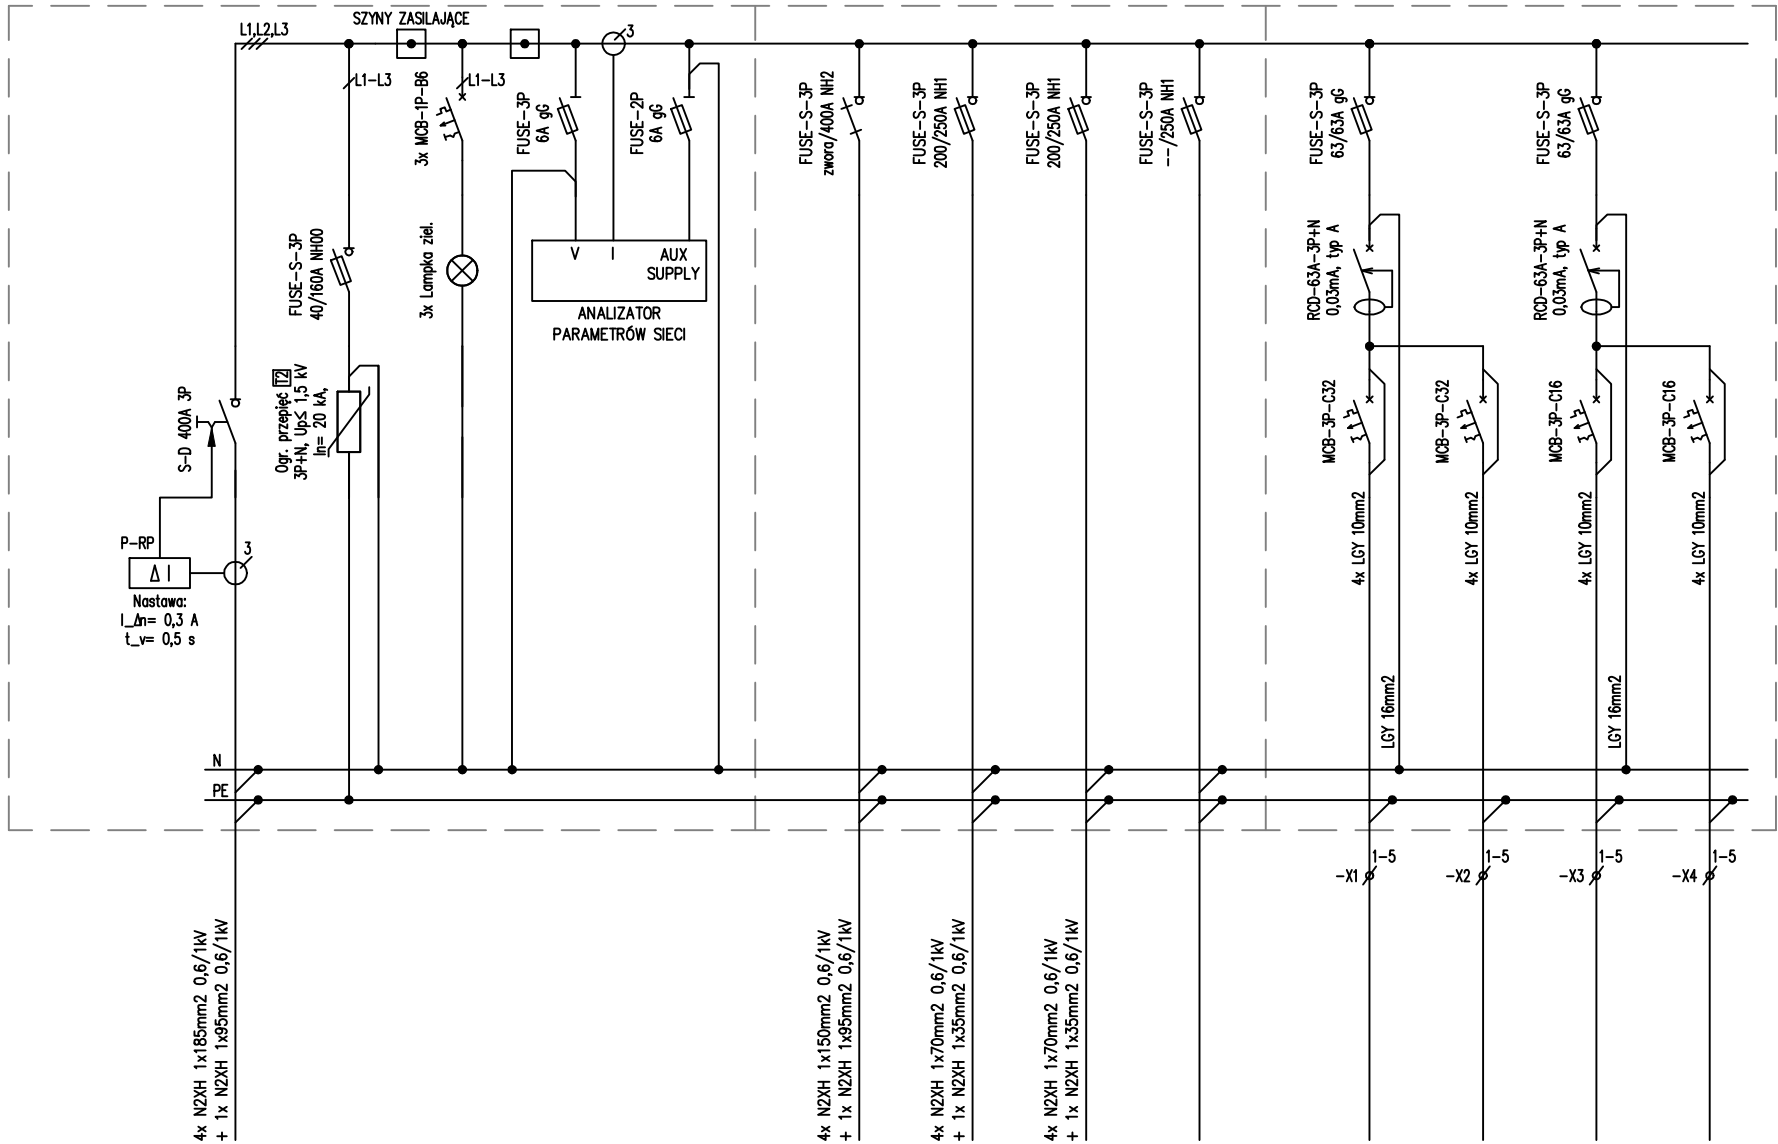 SZYNY ZASILAJĄCE
L1,L2,L3
3
L1-L3
L1-L3
3x MCB-1P-B6
FUSE-3P
6A gG
FUSE-2P
6A gG
FUSE-S-3P
zwora/400A NH2
FUSE-S-3P
200/250A NH1
FUSE-S-3P
200/250A NH1
FUSE-S-3P
--/250A NH1
FUSE-S-3P
63/63A gG
FUSE-S-3P
63/63A gG
FUSE-S-3P
40/160A NH00
3x Lampka ziel.
V
I
AUX
SUPPLY
ANALIZATOR
PARAMETRÓW SIECI
RCD-63A-3P+N
0,03mA, typ A
RCD-63A-3P+N
0,03mA, typ A
S-D 400A 3P
Ogr. przepięć T2
3P+N, Up≤ 1,5 kV
In= 20 kA,
MCB-3P-C32
MCB-3P-C32
MCB-3P-C16
MCB-3P-C16
4x LGY 10mm2
4x LGY 10mm2
4x LGY 10mm2
4x LGY 10mm2
P-RP
3
Δ I
Nastawa:
I_Δn= 0,3 A
t_v= 0,5 s
LGY 16mm2
LGY 16mm2
N
PE
1-5
-X1
1-5
-X2
1-5
-X3
1-5
-X4
4x N2XH 1x185mm2 0,6/1kV
+ 1x N2XH 1x95mm2 0,6/1kV
4x N2XH 1x150mm2 0,6/1kV
+ 1x N2XH 1x95mm2 0,6/1kV
4x N2XH 1x70mm2 0,6/1kV
+ 1x N2XH 1x35mm2 0,6/1kV
4x N2XH 1x70mm2 0,6/1kV
+ 1x N2XH 1x35mm2 0,6/1kV